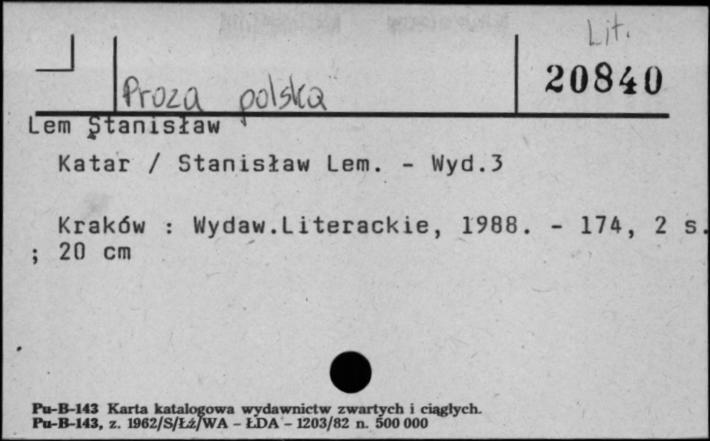 Lit.
20840
Proza polska
Lem Stanisław
Katar / Stanisław Lem. - Wyd.3
Kraków : Wydaw.Literackie, 1988. - 174, 2 s.
; 20 cm
Pu-B-143 Karta katalogowa wydawnictw zwartych i ciągłych.
Pu-B-143, z. 1962/S/Łź/WA - ŁDA - 1203/82 n. 500 000